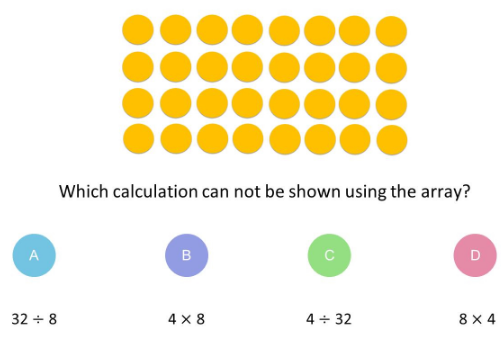 Which calculation can not be shown using the array?
A B C D
32 ÷ 8 4 × 8 4 ÷ 32 8 × 4